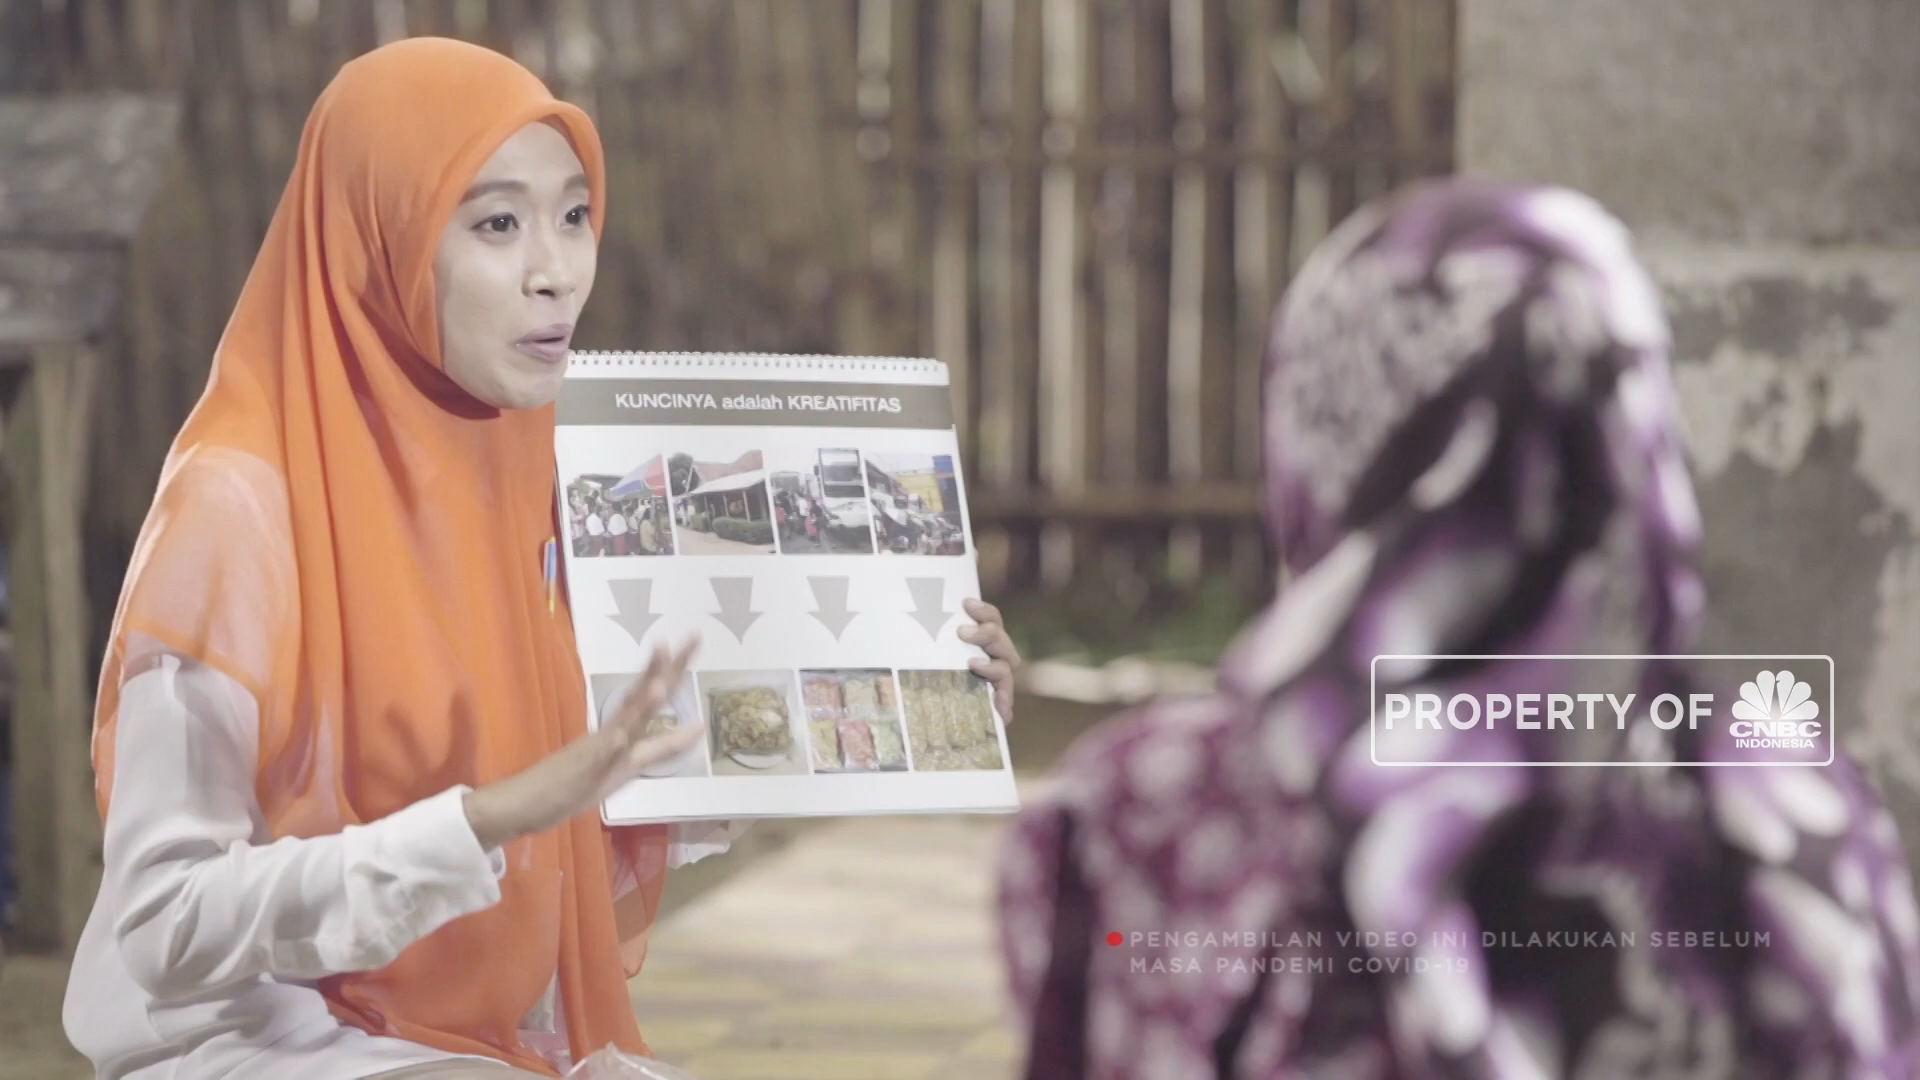 KUNCINYA adalah KREATIFITAS
PROPERTY OF
CNBC
INDONESIA
PENGAMBILAN VIDEO INI DILAKUKAN SEBELUM
MASA PANDEMI COVID-19